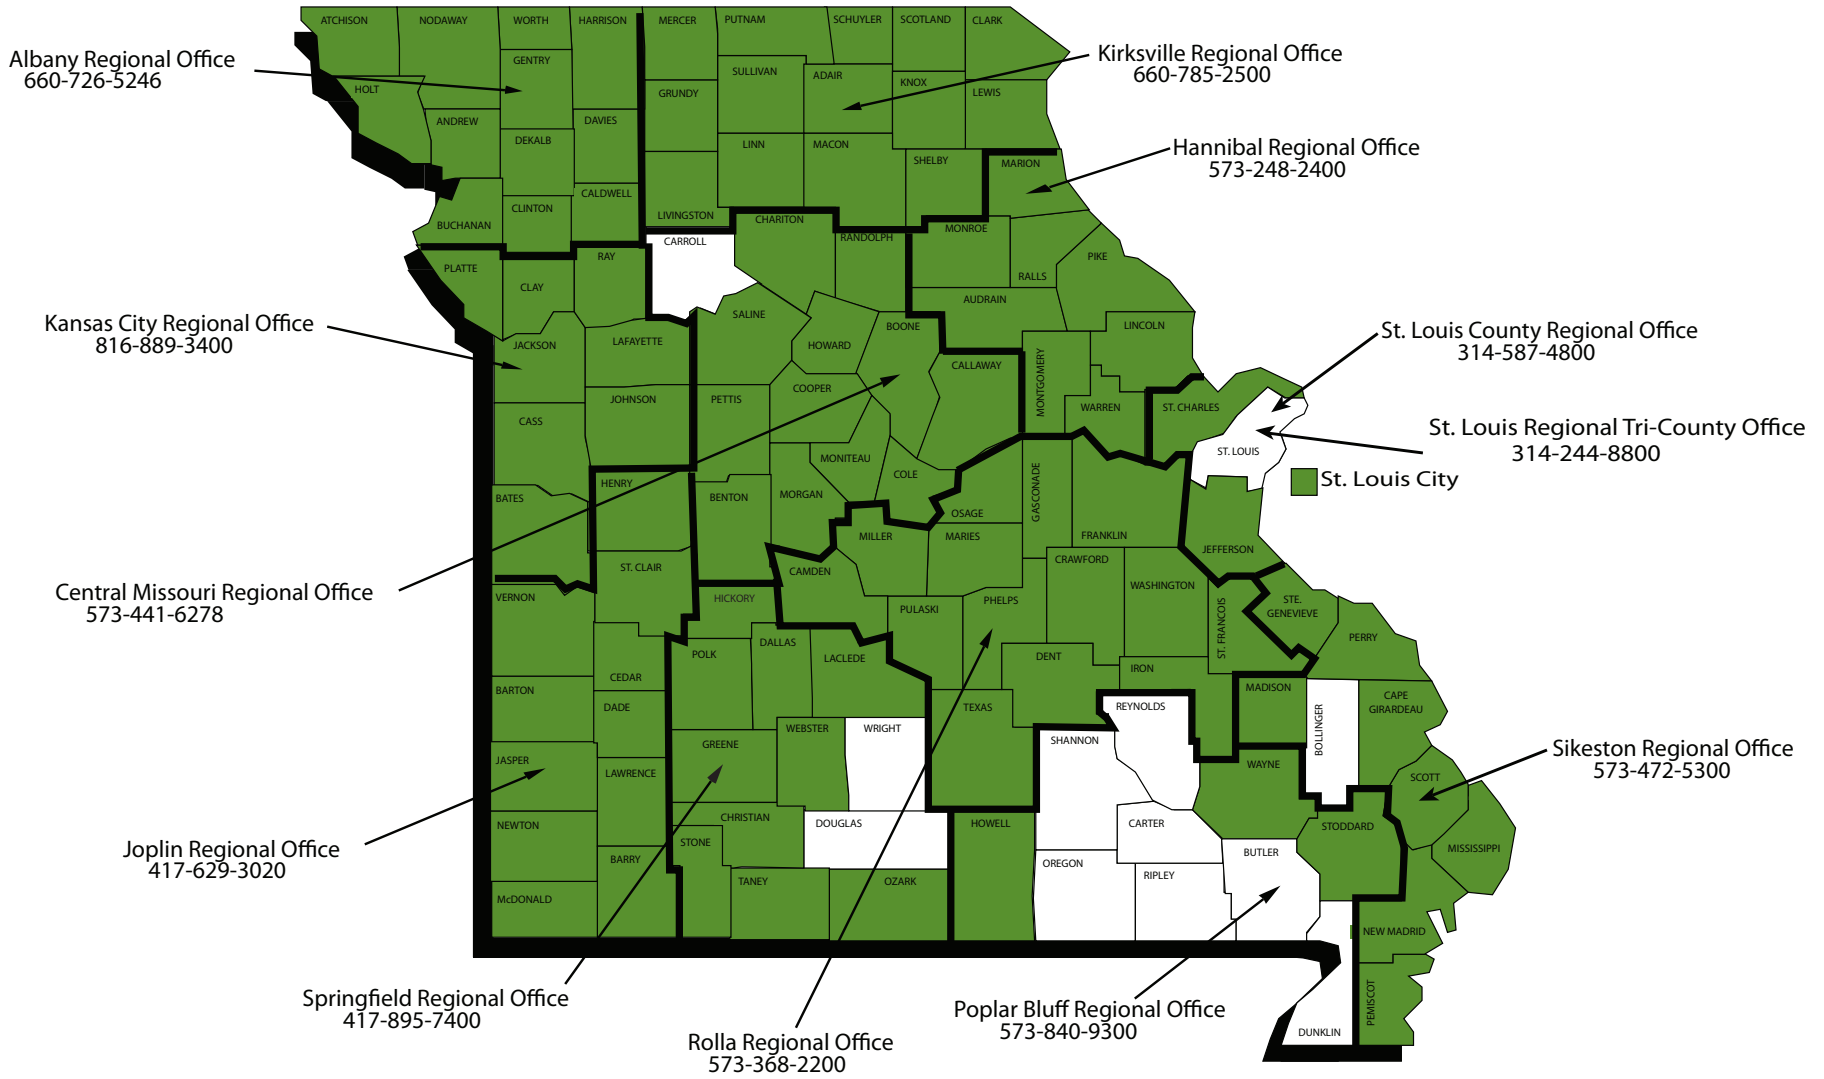 ATCHISON
NODAWAY
WORTH
HARRISON
MERCER
PUTNAM
SCHUYLER
SCOTLAND
CLARK
Albany Regional Office
660-726-5246
GENTRY
HOLT
SULLIVAN
ADAIR
KNOX
LEWIS
GRUNDY
Kirksville Regional Office
660-785-2500
ANDREW
DAVIES
DEKALB
LINN
MACON
SHELBY
MARION
Hannibal Regional Office
573-248-2400
CALDWELL
CLINTON
BUCHANAN
LIVINGSTON
CHARITON
RANDOLPH
MONROE
CARROLL
PLATTE
CLAY
RAY
RALLS
PIKE
AUDRAIN
Kansas City Regional Office
816-889-3400
JACKSON
LAFAYETTE
SALINE
HOWARD
BOONE
CALLAWAY
MONTGOMERY
LINCOLN
St. Louis County Regional Office
314-587-4800
CASS
JOHNSON
PETTIS
COOPER
WARREN
ST. CHARLES
St. Louis Regional Tri-County Office
314-244-8800
ST. LOUIS
St. Louis City
BATES
HENRY
BENTON
MORGAN
MONITEAU
COLE
OSAGE
GASCONADE
FRANKLIN
JEFFERSON
MILLER
MARIES
CRAWFORD
WASHINGTON
ST. CLAIR
CAMDEN
Central Missouri Regional Office
573-441-6278
VERNON
HICKORY
PULASKI
PHELPS
ST. FRANCOIS
STE.
GENEVIEVE
PERRY
POLK
DALLAS
LACLEDE
DENT
IRON
CEDAR
BARTON
DADE
TEXAS
REYNOLDS
MADISON
BOLLINGER
CAPE
GIRARDEAU
JASPER
LAWRENCE
GREENE
WEBSTER
WRIGHT
SHANNON
WAYNE
SCOTT
Sikeston Regional Office
573-472-5300
NEWTON
CHRISTIAN
STONE
DOUGLAS
HOWELL
CARTER
BUTLER
STODDARD
MISSISSIPPI
Joplin Regional Office
417-629-3020
BARRY
McDONALD
TANEY
OZARK
OREGON
RIPLEY
NEW MADRID
PEMISCOT
DUNKLIN
Springfield Regional Office
417-895-7400
Rolla Regional Office
573-368-2200
Poplar Bluff Regional Office
573-840-9300